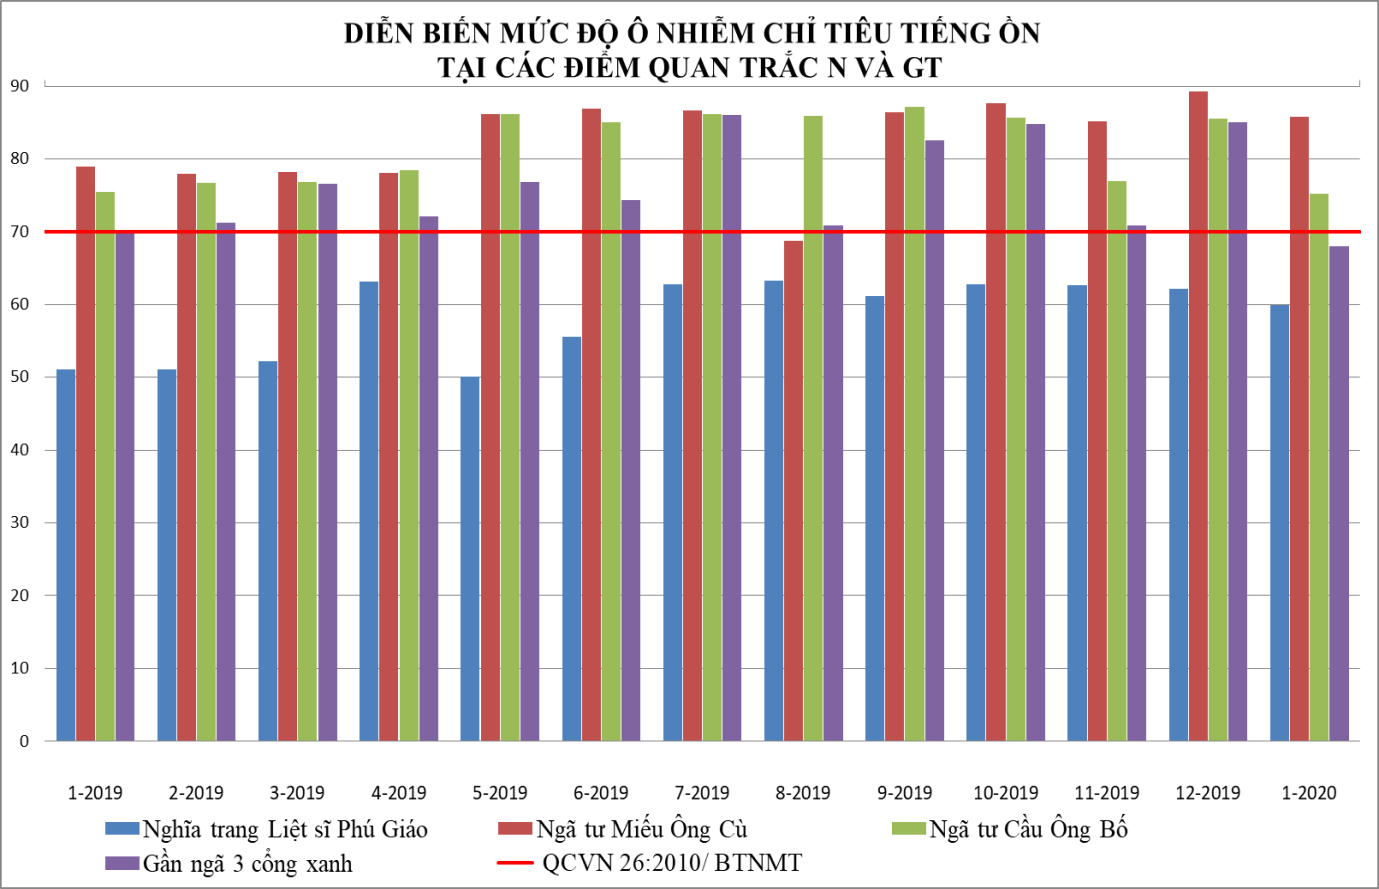 DIỄN BIẾN MỨC ĐỘ Ô NHIỄM CHỈ TIÊU TIẾNG ỒN
TẠI CÁC ĐIỂM QUAN TRẮC N VÀ GT
90
80
70
60
50
40
30
20
10
0
1-2019 2-2019 3-2019 4-2019 5-2019 6-2019 7-2019 8-2019 9-2019 10-2019 11-2019 12-2019 1-2020
Nghĩa trang Liệt sĩ Phú Giáo Ngã tư Miếu Ông Cù Ngã tư Cầu Ông Bố
Gần ngã 3 cổng xanh QCVN 26:2010/ BTNMT